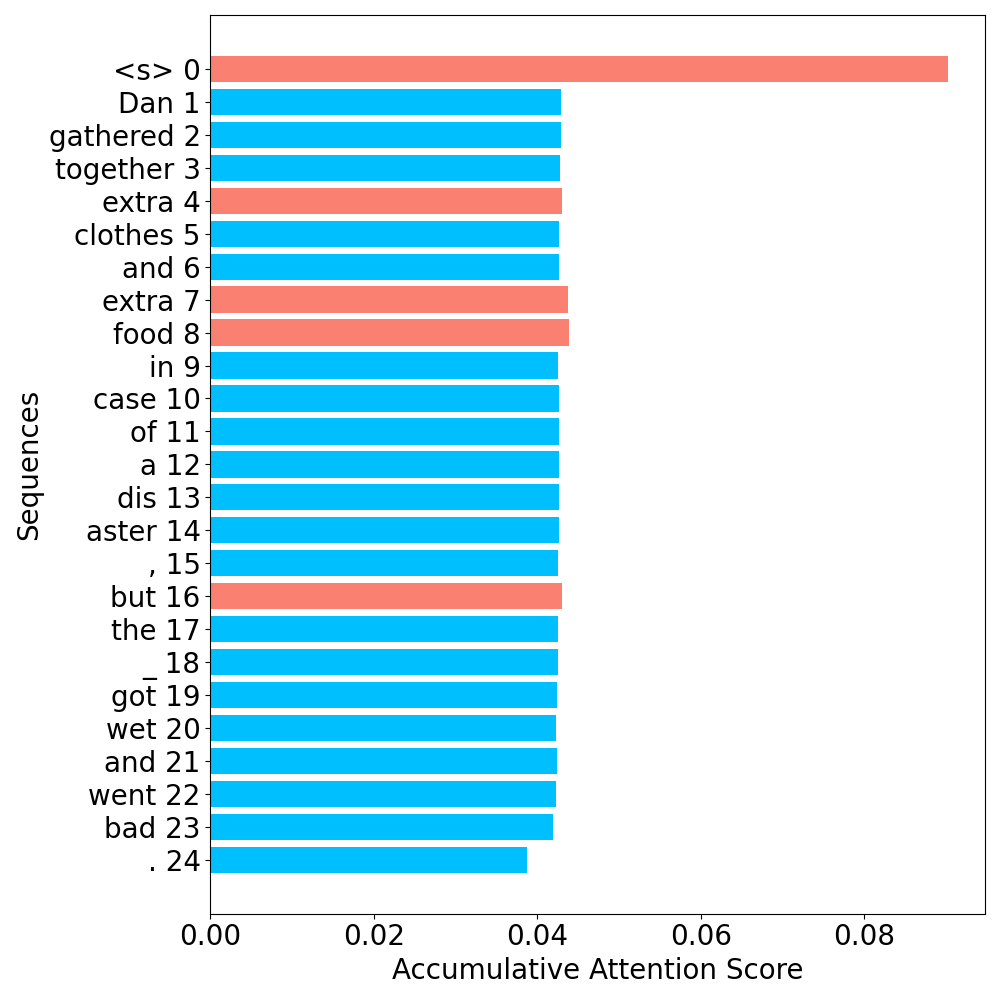 <s> 0
Dan 1
gathered 2
together 3
extra 4
clothes 5
and 6
extra 7
food 8
in 9
case 10
of 11
a 12
dis 13
aster 14
, 15
but 16
the 17
_ 18
got 19
wet 20
and 21
went 22
bad 23
. 24
Sequences
0.00 0.02 0.04 0.06 0.08
Accumulative Attention Score